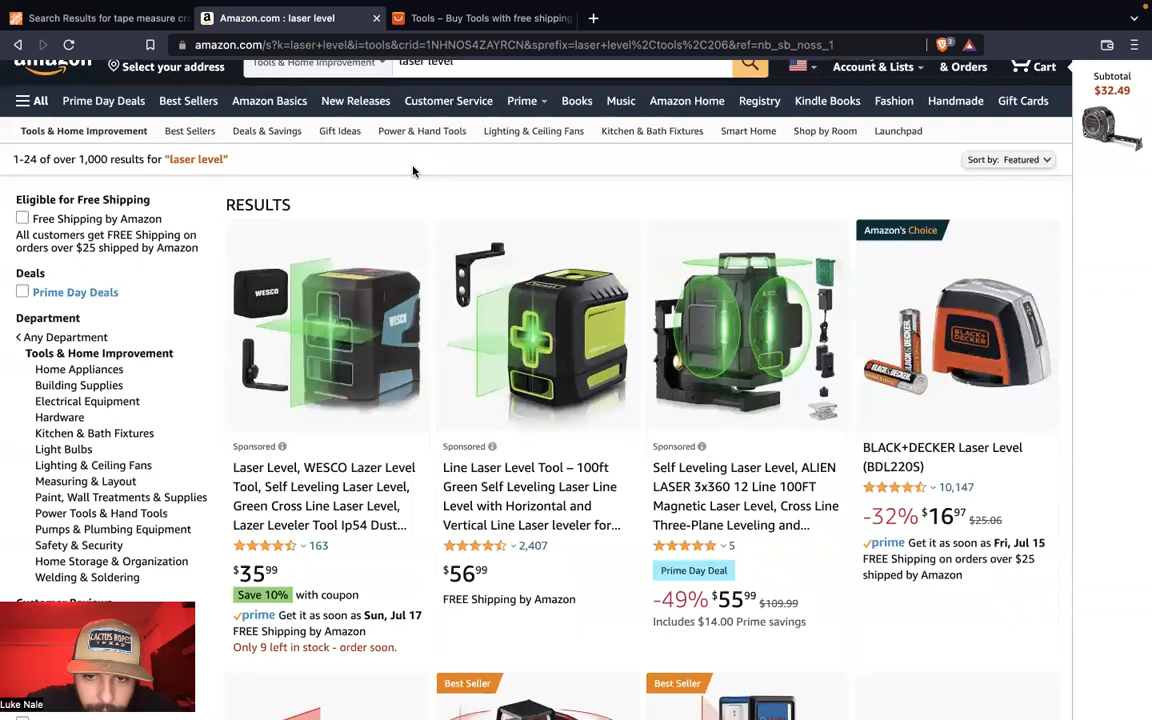 Search Results for tape measure cr
Amazon.com : laser level
Tools – Buy Tools with free shipping
amazon.com/s?k=laser+level&i=tools&crid=1NHNOS4ZAYRCN&sprefix=laser+level%2Ctools%2C206&ref=nb_sb_noss_1
amazon
Select your address
Tools & Home Improvement
laser level
Account & Lists
& Orders
Cart
Subtotal
$32.49
All
Prime Day Deals
Best Sellers
Amazon Basics
New Releases
Customer Service
Prime
Books
Music
Amazon Home
Registry
Kindle Books
Fashion
Handmade
Gift Cards
Tools & Home Improvement
Best Sellers
Deals & Savings
Gift Ideas
Power & Hand Tools
Lighting & Ceiling Fans
Kitchen & Bath Fixtures
Smart Home
Shop by Room
Launchpad
1-24 of over 1,000 results for "laser level"
Sort by: Featured
Eligible for Free Shipping
Free Shipping by Amazon
All customers get FREE Shipping on
orders over $25 shipped by Amazon
Deals
Prime Day Deals
Department
Any Department
Tools & Home Improvement
Home Appliances
Building Supplies
Electrical Equipment
Hardware
Kitchen & Bath Fixtures
Light Bulbs
Lighting & Ceiling Fans
Measuring & Layout
Paint, Wall Treatments & Supplies
Power Tools & Hand Tools
Pumps & Plumbing Equipment
Safety & Security
Home Storage & Organization
Welding & Soldering
RESULTS
WESCO
WESCO
Sponsored
Laser Level, WESCO Lazer Level
Tool, Self Leveling Laser Level,
Green Cross Line Laser Level,
Lazer Leveler Tool Ip54 Dust...
163
$35.99
Save 10% with coupon
prime Get it as soon as Sun, Jul 17
FREE Shipping by Amazon
Only 9 left in stock - order soon.
Sponsored
Line Laser Level Tool – 100ft
Green Self Leveling Laser Line
Level with Horizontal and
Vertical Line Laser leveler for...
2,407
$56.99
FREE Shipping by Amazon
Sponsored
Self Leveling Laser Level, ALIEN
LASER 3x360 12 Line 100FT
Magnetic Laser Level, Cross Line
Three-Plane Leveling and...
5
Prime Day Deal
-49% $55.99 $109.99
Includes $14.00 Prime savings
Amazon's Choice
BLACK+DECKER
BLACK+DECKER Laser Level
(BDL220S)
10,147
-32% $16.97 $25.06
prime Get it as soon as Fri, Jul 15
FREE Shipping on orders over $25
shipped by Amazon
Best Seller
Best Seller
CACTUS ROPES
TEXAS
Luke Nale